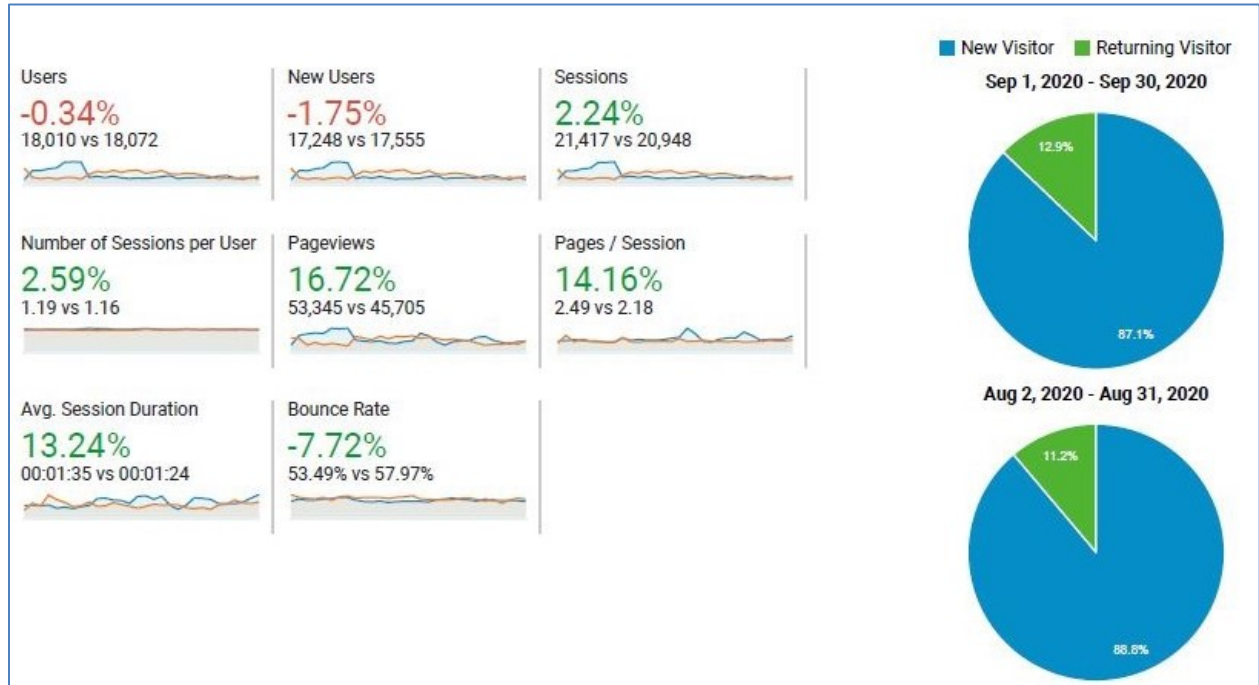 New Visitor Returning Visitor
Sep 1, 2020 - Sep 30, 2020
Users
-0.34%
18,010 vs 18,072
New Users
-1.75%
17,248 vs 17,555
Sessions
2.24%
21,417 vs 20,948
12.9%
87.1%
Number of Sessions per User
2.59%
1.19 vs 1.16
Pageviews
16.72%
53,345 vs 45,705
Pages / Session
14.16%
2.49 vs 2.18
Avg. Session Duration
13.24%
00:01:35 vs 00:01:24
Bounce Rate
-7.72%
53.49% vs 57.97%
Aug 2, 2020 - Aug 31, 2020
11.2%
88.8%